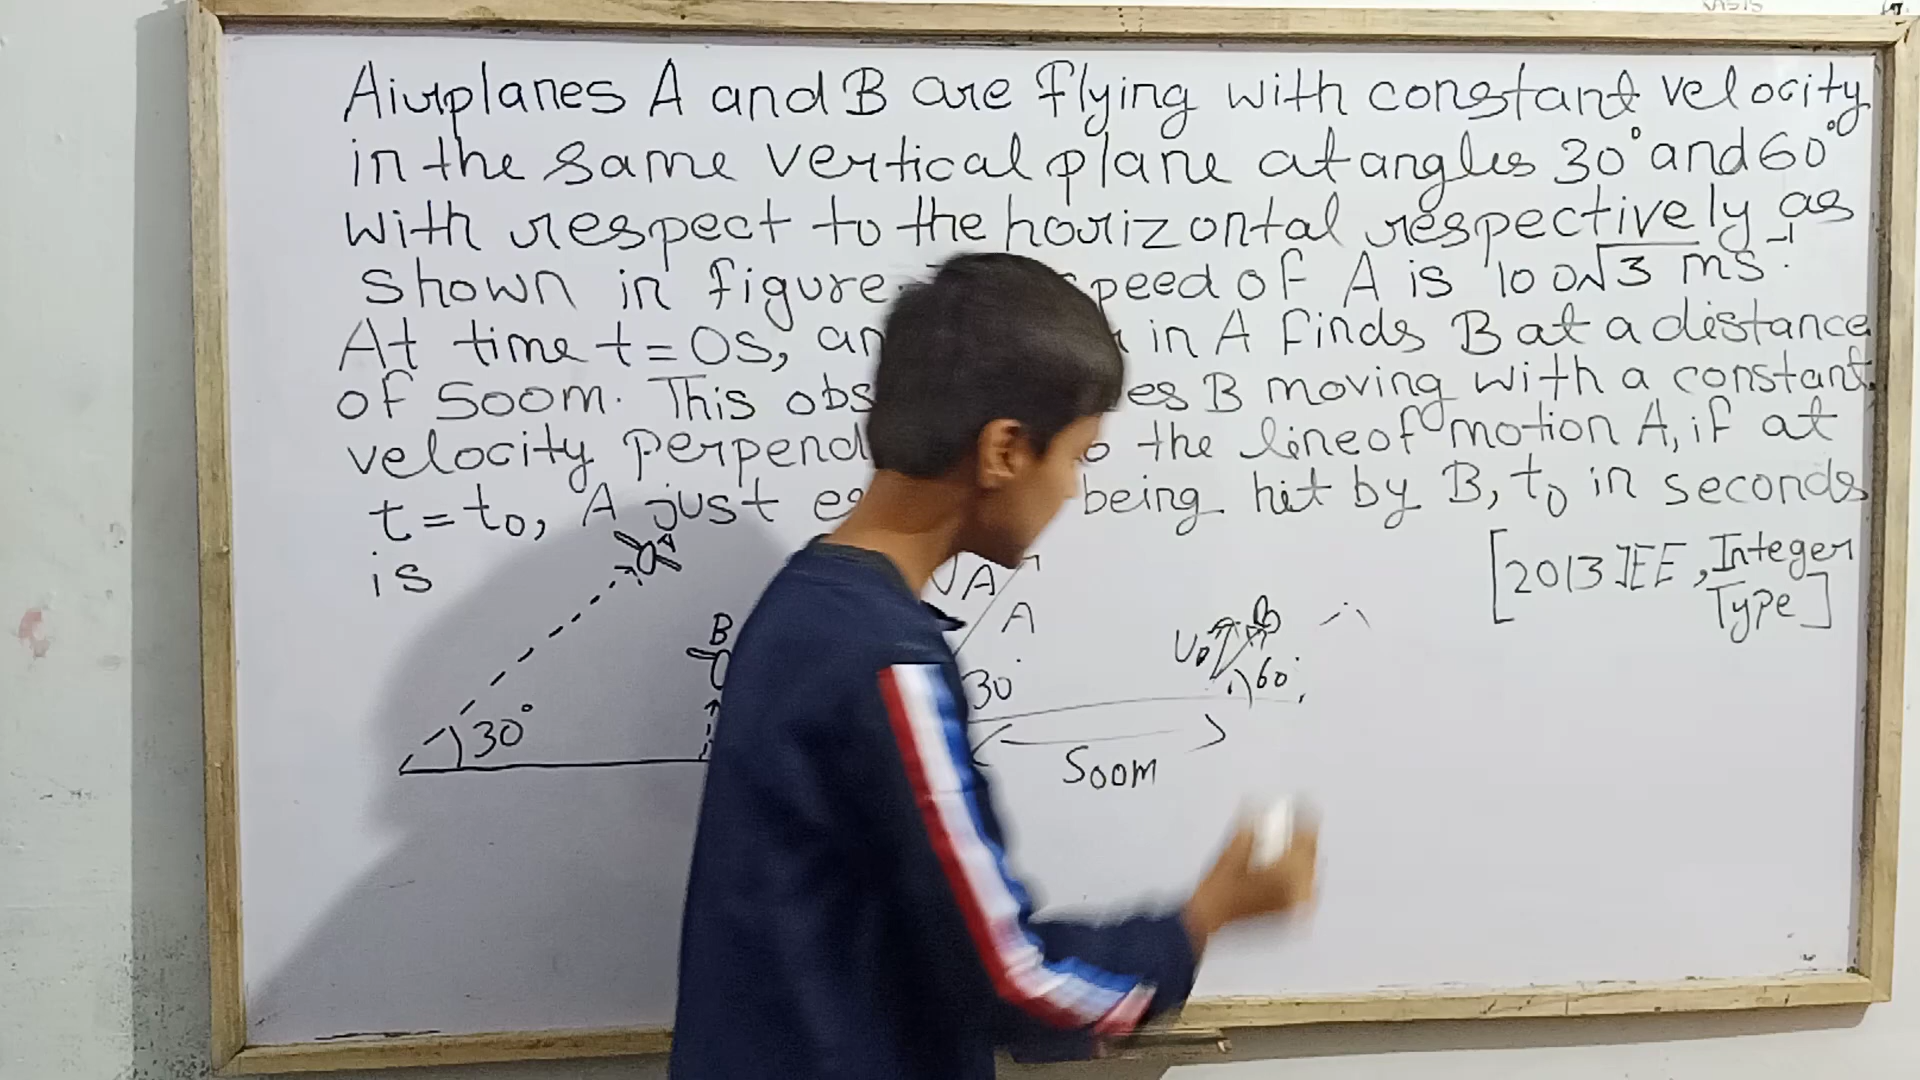 Airplanes A and B are flying with constant velocity
in the same vertical plane at angles 30° and 60°
with respect to the horizontal respectively as
shown in figure. peed of A is 100√3 ms⁻¹.
At time t=0s, an in A finds B at a distance
of 500m. This obs es B moving with a constant
velocity perpend o the line of motion A, if at
t=t₀, A just es being hit by B, t₀ in seconds
is
[2013 JEE, Integer
Type]
A
B
30°
A
A
30°
B
60°
500m